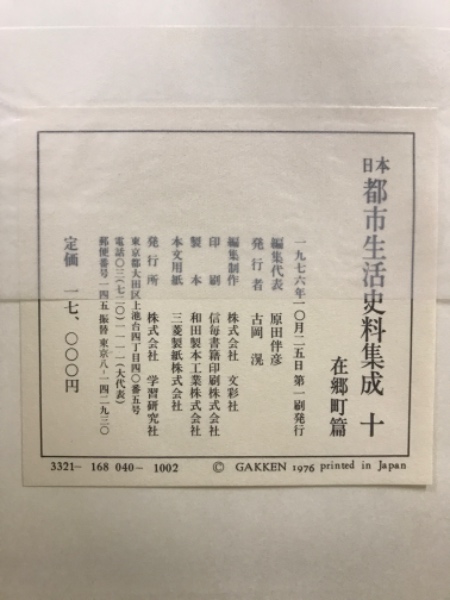 日本 都市生活史料集成 十
在郷町篇
一九七六年一〇月二五日 第一刷発行
編集代表 原田伴彦
発行者 古岡 滉
編集制作 株式会社 文彩社
印刷 信毎書籍印刷株式会社
製本 和田製本工業株式会社
本文用紙 三菱製紙株式会社
発行所 株式会社 学習研究社
東京都大田区上池台四丁目四〇番五号
電話〇三(七二〇)一一一一(大代表)
郵便番号一四五 振替 東京八―一四二九三〇
定価 一七、〇〇〇円
3321— 168 040— 1002 © GAKKEN 1976 printed in Japan